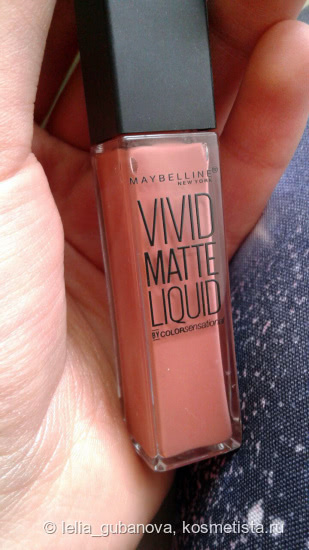 MAYBELLINE
NEW YORK
VIVID
MATTE
LIQUID
BY COLORsensational
© lelia_gubanova, kosmetista.ru